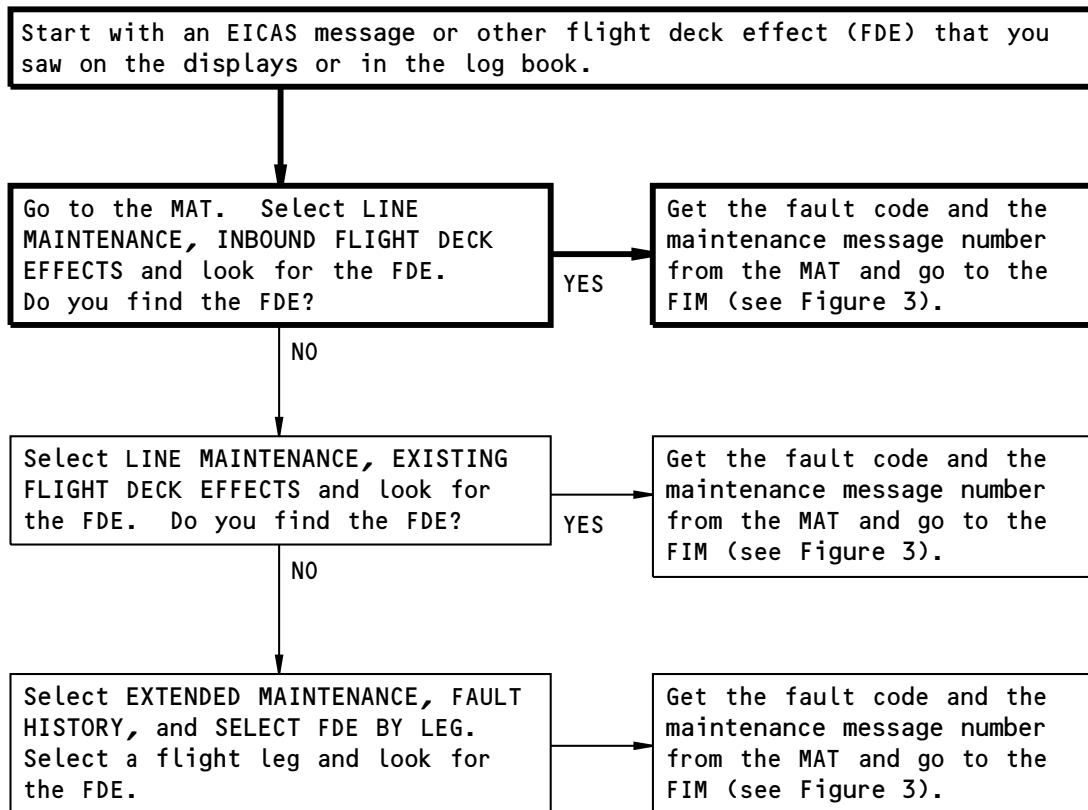 Start with an EICAS message or other flight deck effect (FDE) that you
saw on the displays or in the log book.
Go to the MAT.  Select LINE
MAINTENANCE, INBOUND FLIGHT DECK
EFFECTS and look for the FDE.
Do you find the FDE?
YES
Get the fault code and the
maintenance message number
from the MAT and go to the
FIM (see Figure 3).
NO
Select LINE MAINTENANCE, EXISTING
FLIGHT DECK EFFECTS and look for
the FDE.  Do you find the FDE?
YES
Get the fault code and the
maintenance message number
from the MAT and go to the
FIM (see Figure 3).
NO
Select EXTENDED MAINTENANCE, FAULT
HISTORY, and SELECT FDE BY LEG.
Select a flight leg and look for
the FDE.
Get the fault code and the
maintenance message number
from the MAT and go to the
FIM (see Figure 3).